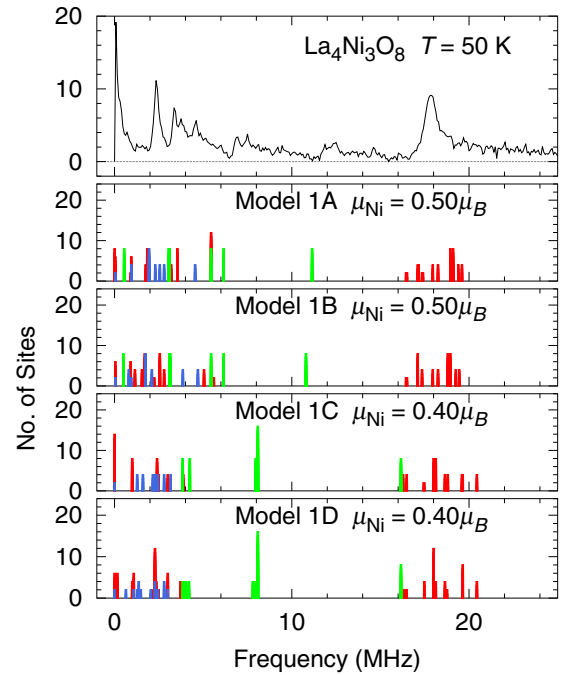 La₄Ni₃O₈ T = 50 K
20
10
0
Model 1A μNi = 0.50μB
20
10
0
Model 1B μNi = 0.50μB
20
10
0
Model 1C μNi = 0.40μB
20
10
0
Model 1D μNi = 0.40μB
20
10
0
No. of Sites
0 10 20
Frequency (MHz)